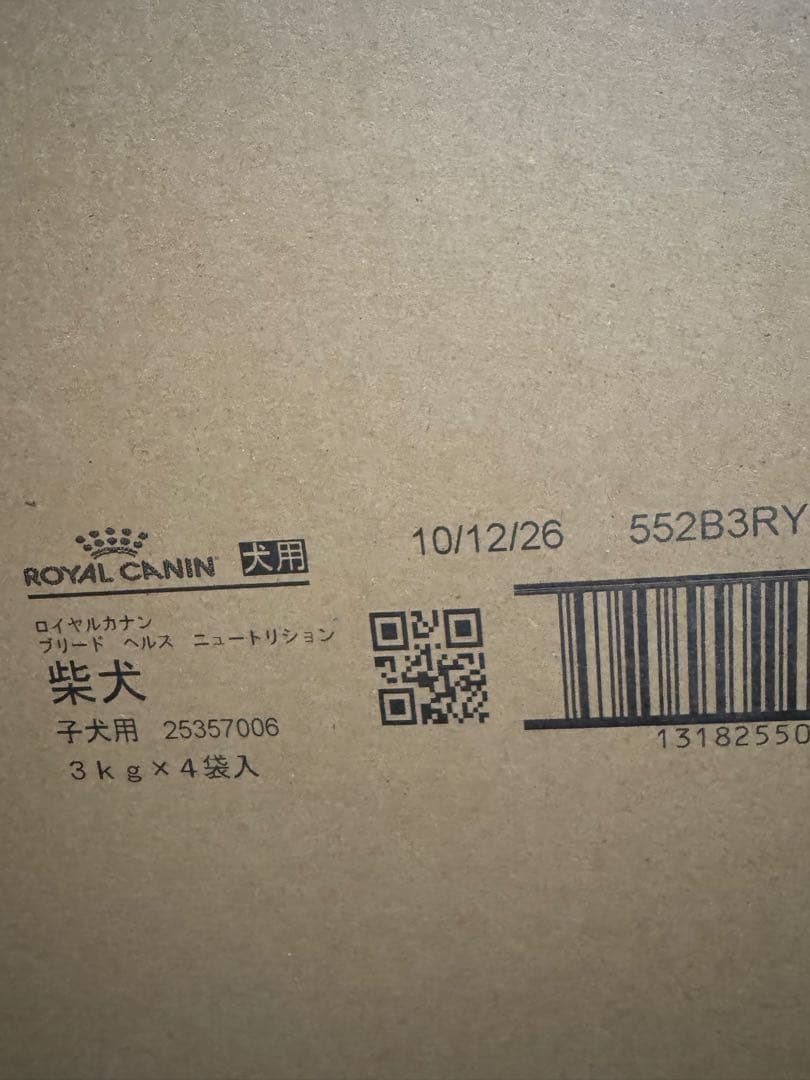 ROYAL CANIN 犬用
10/12/26 552B3RY
ロイヤルカナン
ブリード ヘルス ニュートリション
柴犬
子犬用 25357006
3kg×4袋入
13182550